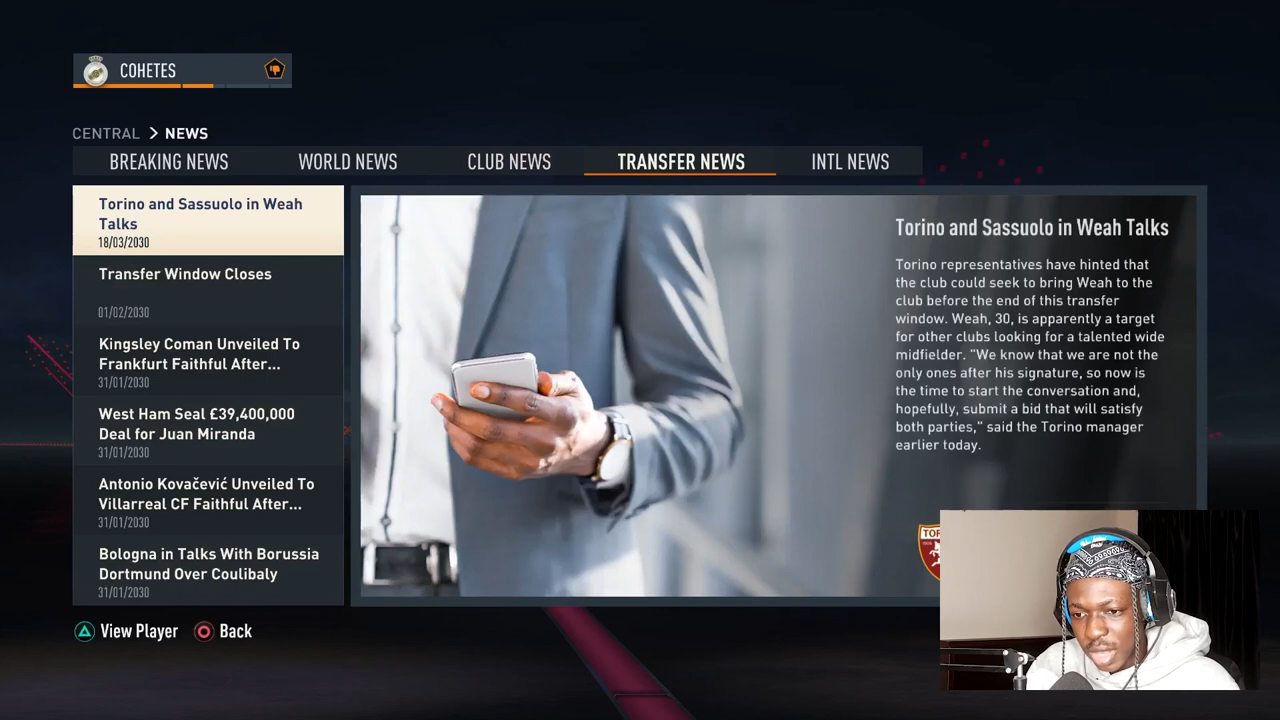 COHETES
CENTRAL > NEWS
BREAKING NEWS
WORLD NEWS
CLUB NEWS
TRANSFER NEWS
INTL NEWS
Torino and Sassuolo in Weah
Talks
18/03/2030
Transfer Window Closes
01/02/2030
Kingsley Coman Unveiled To
Frankfurt Faithful After...
31/01/2030
West Ham Seal £39,400,000
Deal for Juan Miranda
31/01/2030
Antonio Kovačević Unveiled To
Villarreal CF Faithful After...
31/01/2030
Bologna in Talks With Borussia
Dortmund Over Coulibaly
31/01/2030
Torino and Sassuolo in Weah Talks
Torino representatives have hinted that
the club could seek to bring Weah to the
club before the end of this transfer
window. Weah, 30, is apparently a target
for other clubs looking for a talented wide
midfielder. "We know that we are not the
only ones after his signature, so now is
the time to start the conversation and,
hopefully, submit a bid that will satisfy
both parties," said the Torino manager
earlier today.
TOR
View Player
Back